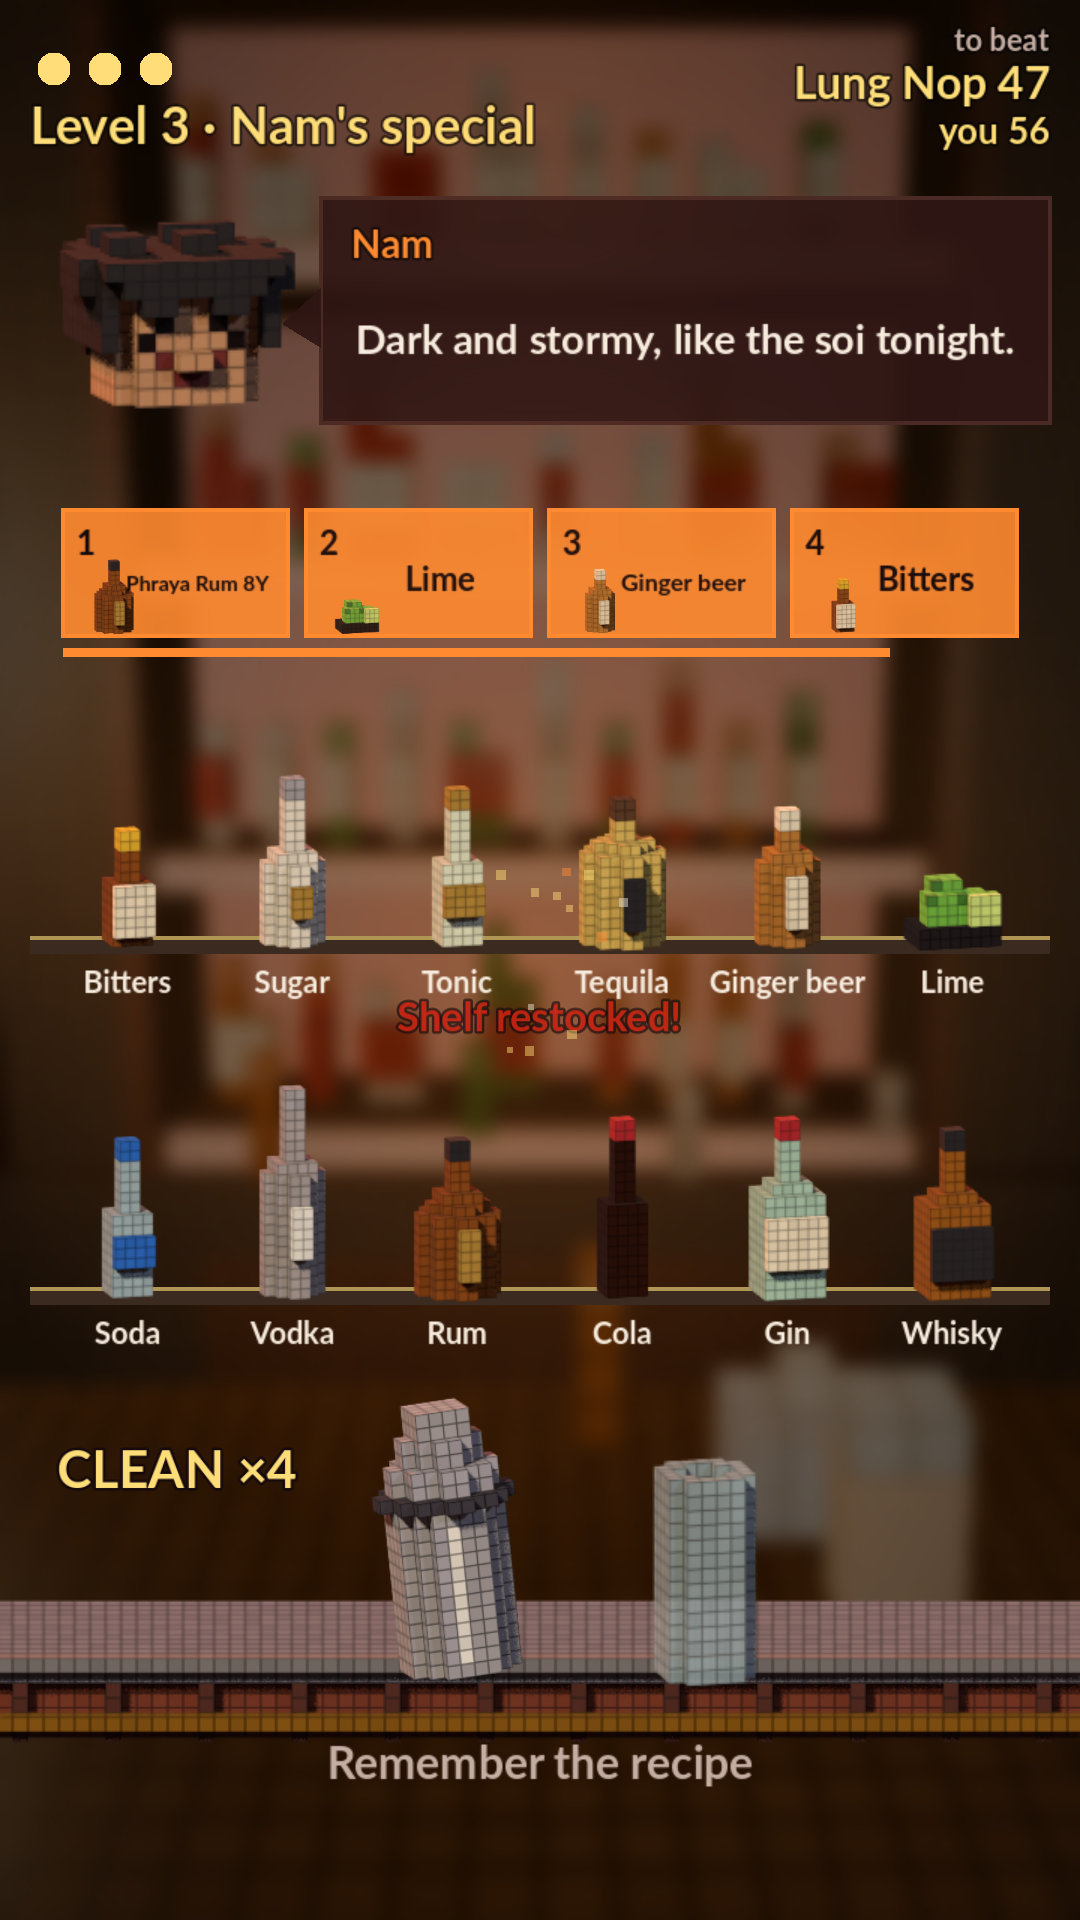 to beat
Lung Nop 47
you 56
Level 3 · Nam's special
Nam
Dark and stormy, like the soi tonight.
1 Phraya Rum 8Y
2 Lime
3 Ginger beer
4 Bitters
Bitters Sugar Tonic Tequila Ginger beer Lime
Shelf restocked!
Soda Vodka Rum Cola Gin Whisky
CLEAN ×4
Remember the recipe